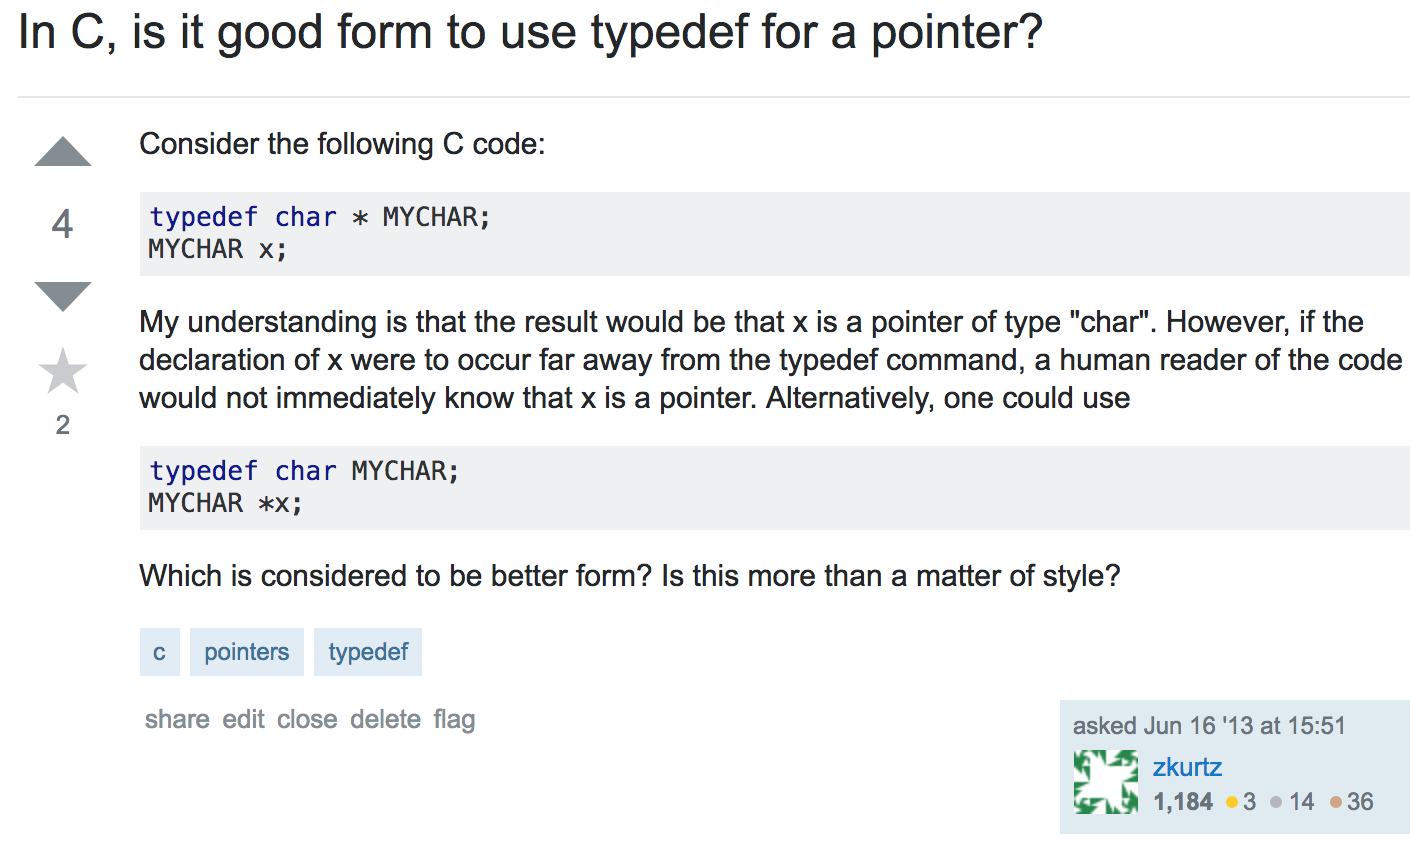 In C, is it good form to use typedef for a pointer?
4
2
Consider the following C code:
typedef char * MYCHAR;
MYCHAR x;
My understanding is that the result would be that x is a pointer of type "char". However, if the
declaration of x were to occur far away from the typedef command, a human reader of the code
would not immediately know that x is a pointer. Alternatively, one could use
typedef char MYCHAR;
MYCHAR *x;
Which is considered to be better form? Is this more than a matter of style?
c pointers typedef
share edit close delete flag
asked Jun 16 '13 at 15:51
zkurtz
1,184 3 14 36